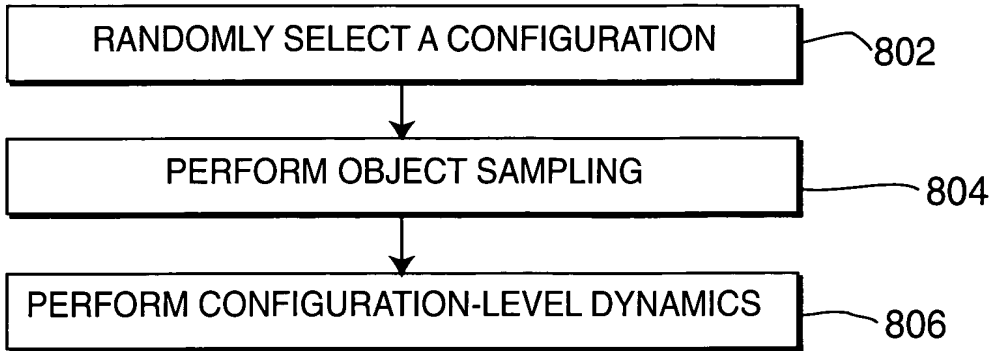 RANDOMLY SELECT A CONFIGURATION
802
PERFORM OBJECT SAMPLING
804
PERFORM CONFIGURATION-LEVEL DYNAMICS
806